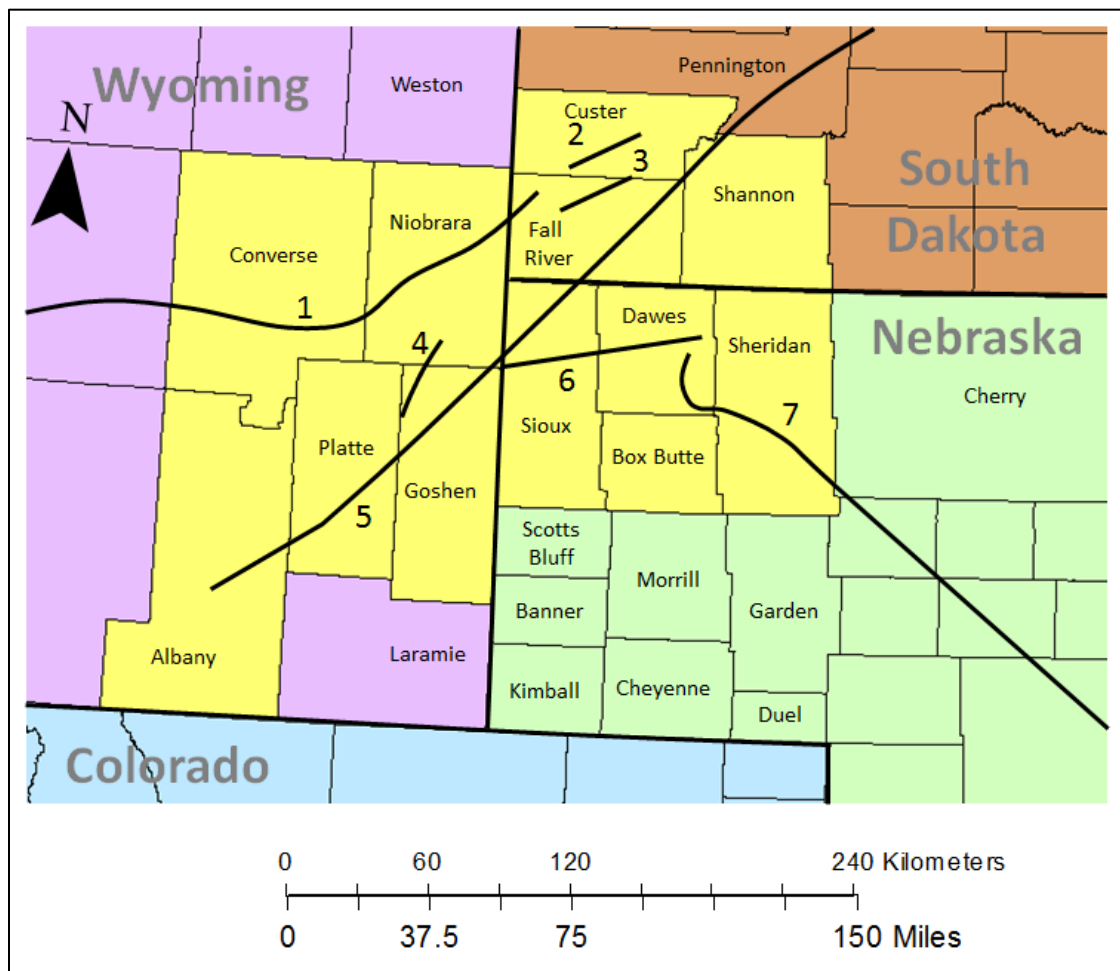 Wyoming
Weston
Pennington
Custer
N
2
3
South
Dakota
Shannon
Niobrara
Converse
Fall
River
1
4
Dawes
Sheridan
Nebraska
6
Cherry
Sioux
7
Platte
Box Butte
Goshen
5
Scotts
Bluff
Morrill
Banner
Garden
Albany
Laramie
Kimball
Cheyenne
Duel
Colorado
0 60 120 240 Kilometers
0 37.5 75 150 Miles